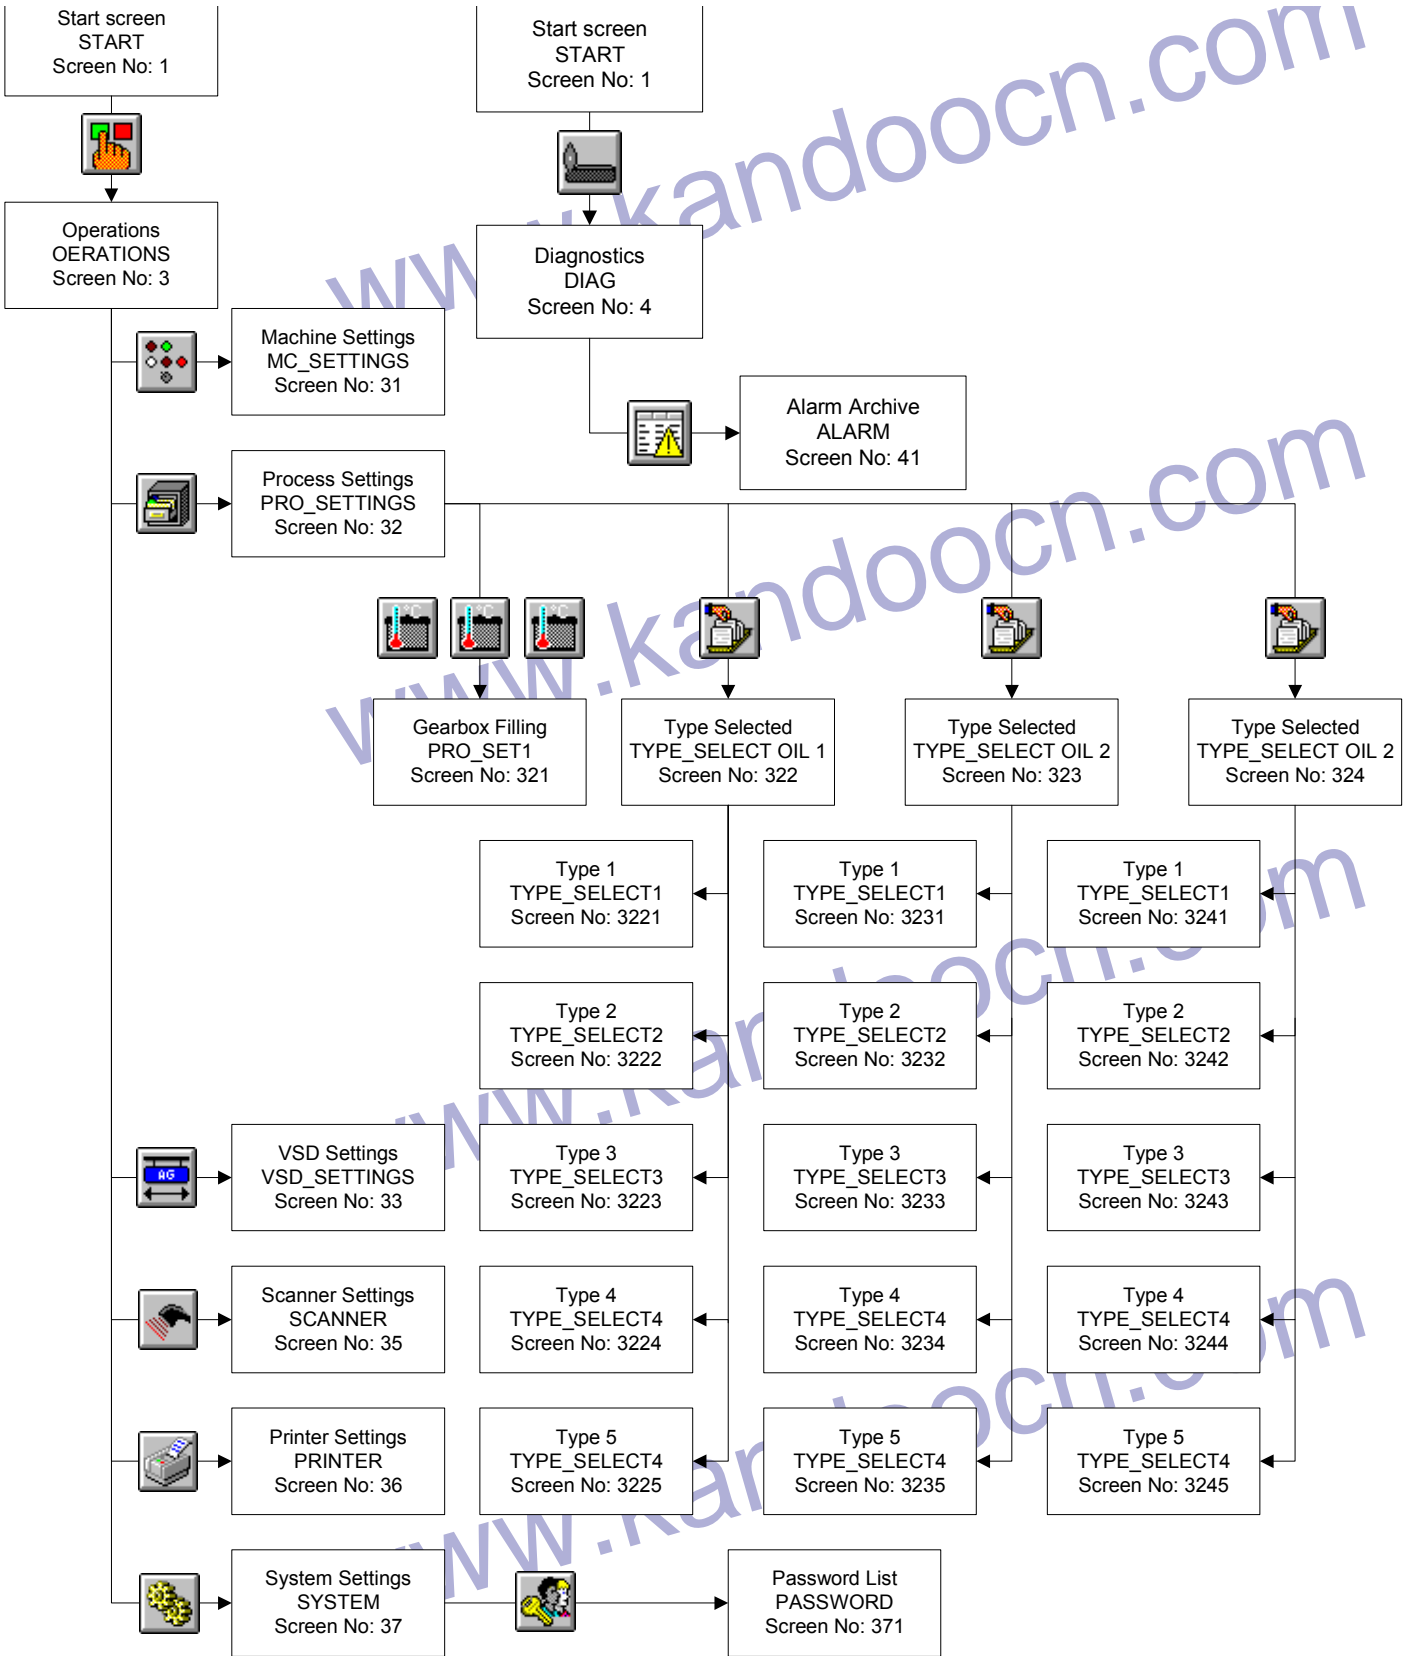 Start screen
START
Screen No: 1
Start screen
START
Screen No: 1
Operations
OERATIONS
Screen No: 3
Diagnostics
DIAG
Screen No: 4
Machine Settings
MC_SETTINGS
Screen No: 31
Alarm Archive
ALARM
Screen No: 41
Process Settings
PRO_SETTINGS
Screen No: 32
°C
°C
°C
Gearbox Filling
PRO_SET1
Screen No: 321
Type Selected
TYPE_SELECT OIL 1
Screen No: 322
Type Selected
TYPE_SELECT OIL 2
Screen No: 323
Type Selected
TYPE_SELECT OIL 2
Screen No: 324
Type 1
TYPE_SELECT1
Screen No: 3221
Type 1
TYPE_SELECT1
Screen No: 3231
Type 1
TYPE_SELECT1
Screen No: 3241
Type 2
TYPE_SELECT2
Screen No: 3222
Type 2
TYPE_SELECT2
Screen No: 3232
Type 2
TYPE_SELECT2
Screen No: 3242
AG
VSD Settings
VSD_SETTINGS
Screen No: 33
Type 3
TYPE_SELECT3
Screen No: 3223
Type 3
TYPE_SELECT3
Screen No: 3233
Type 3
TYPE_SELECT3
Screen No: 3243
Scanner Settings
SCANNER
Screen No: 35
Type 4
TYPE_SELECT4
Screen No: 3224
Type 4
TYPE_SELECT4
Screen No: 3234
Type 4
TYPE_SELECT4
Screen No: 3244
Printer Settings
PRINTER
Screen No: 36
Type 5
TYPE_SELECT4
Screen No: 3225
Type 5
TYPE_SELECT4
Screen No: 3235
Type 5
TYPE_SELECT4
Screen No: 3245
System Settings
SYSTEM
Screen No: 37
Password List
PASSWORD
Screen No: 371
www.kandoocn.com
www.kandoocn.com
www.kandoocn.com
www.kandoocn.com